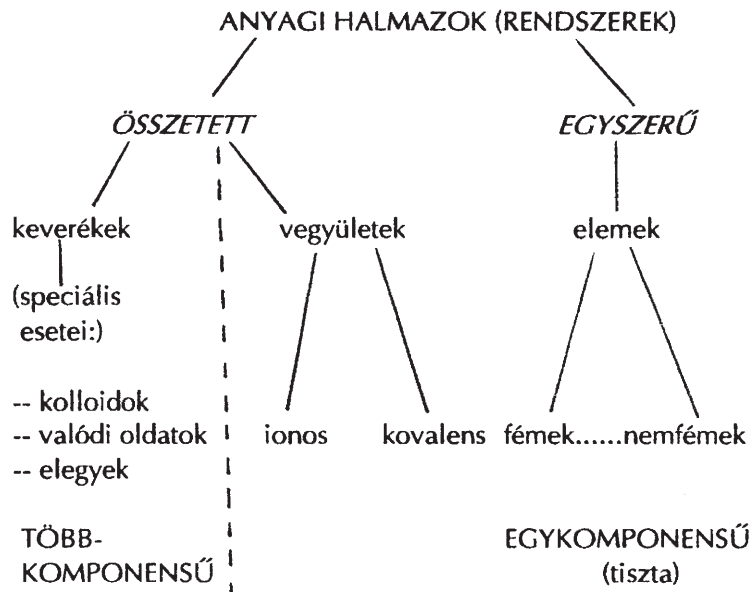 ANYAGI HALMAZOK (RENDSZEREK)
ÖSSZETETT
EGYSZERŰ
keverékek
vegyületek
elemek
(speciális
esetei:)
-- kolloidok
-- valódi oldatok
-- elegyek
ionos
kovalens
fémek......nemfémek
TÖBB-
KOMPONENSŰ
EGYKOMPONENSŰ
(tiszta)